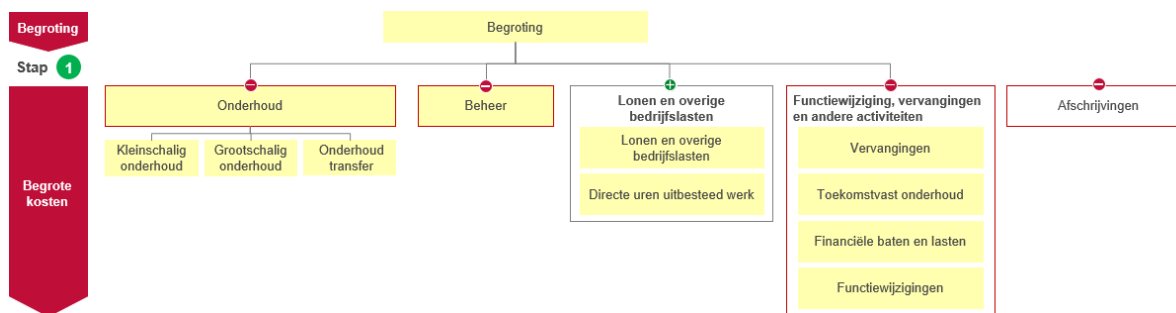 Begroting
Begroting
Stap 1
Onderhoud
Beheer
Lonen en overige
bedrijfslasten
Functiewijziging, vervangingen
en andere activiteiten
Afschrijvingen
Kleinschalig
onderhoud
Grootschalig
onderhoud
Onderhoud
transfer
Lonen en overige
bedrijfslasten
Directe uren uitbesteed werk
Vervangingen
Toekomstvast onderhoud
Financiële baten en lasten
Functiewijzigingen
Begrote
kosten